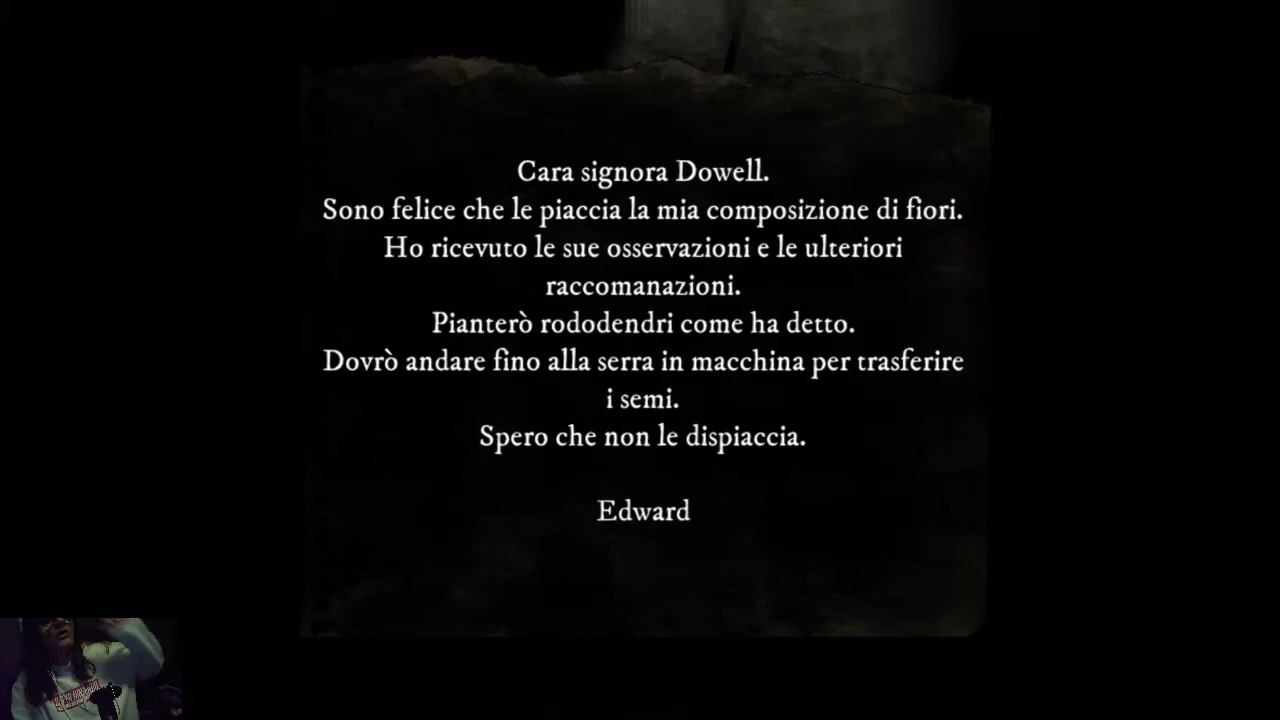 Cara signora Dowell.
Sono felice che le piaccia la mia composizione di fiori.
Ho ricevuto le sue osservazioni e le ulteriori
raccomanazioni.
Pianterò rododendri come ha detto.
Dovrò andare fino alla serra in macchina per trasferire
i semi.
Spero che non le dispiaccia.
Edward